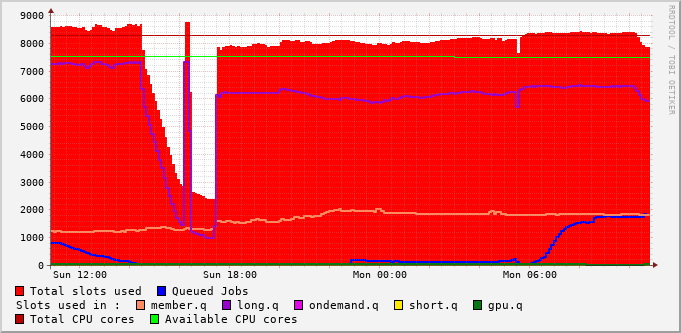 9000
8000
7000
6000
5000
4000
3000
2000
1000
0
Sun 12:00 Sun 18:00 Mon 00:00 Mon 06:00
RRDTOOL / TOBI OETIKER
Total slots used Queued Jobs
Slots used in : member.q long.q ondemand.q short.q gpu.q
Total CPU cores Available CPU cores